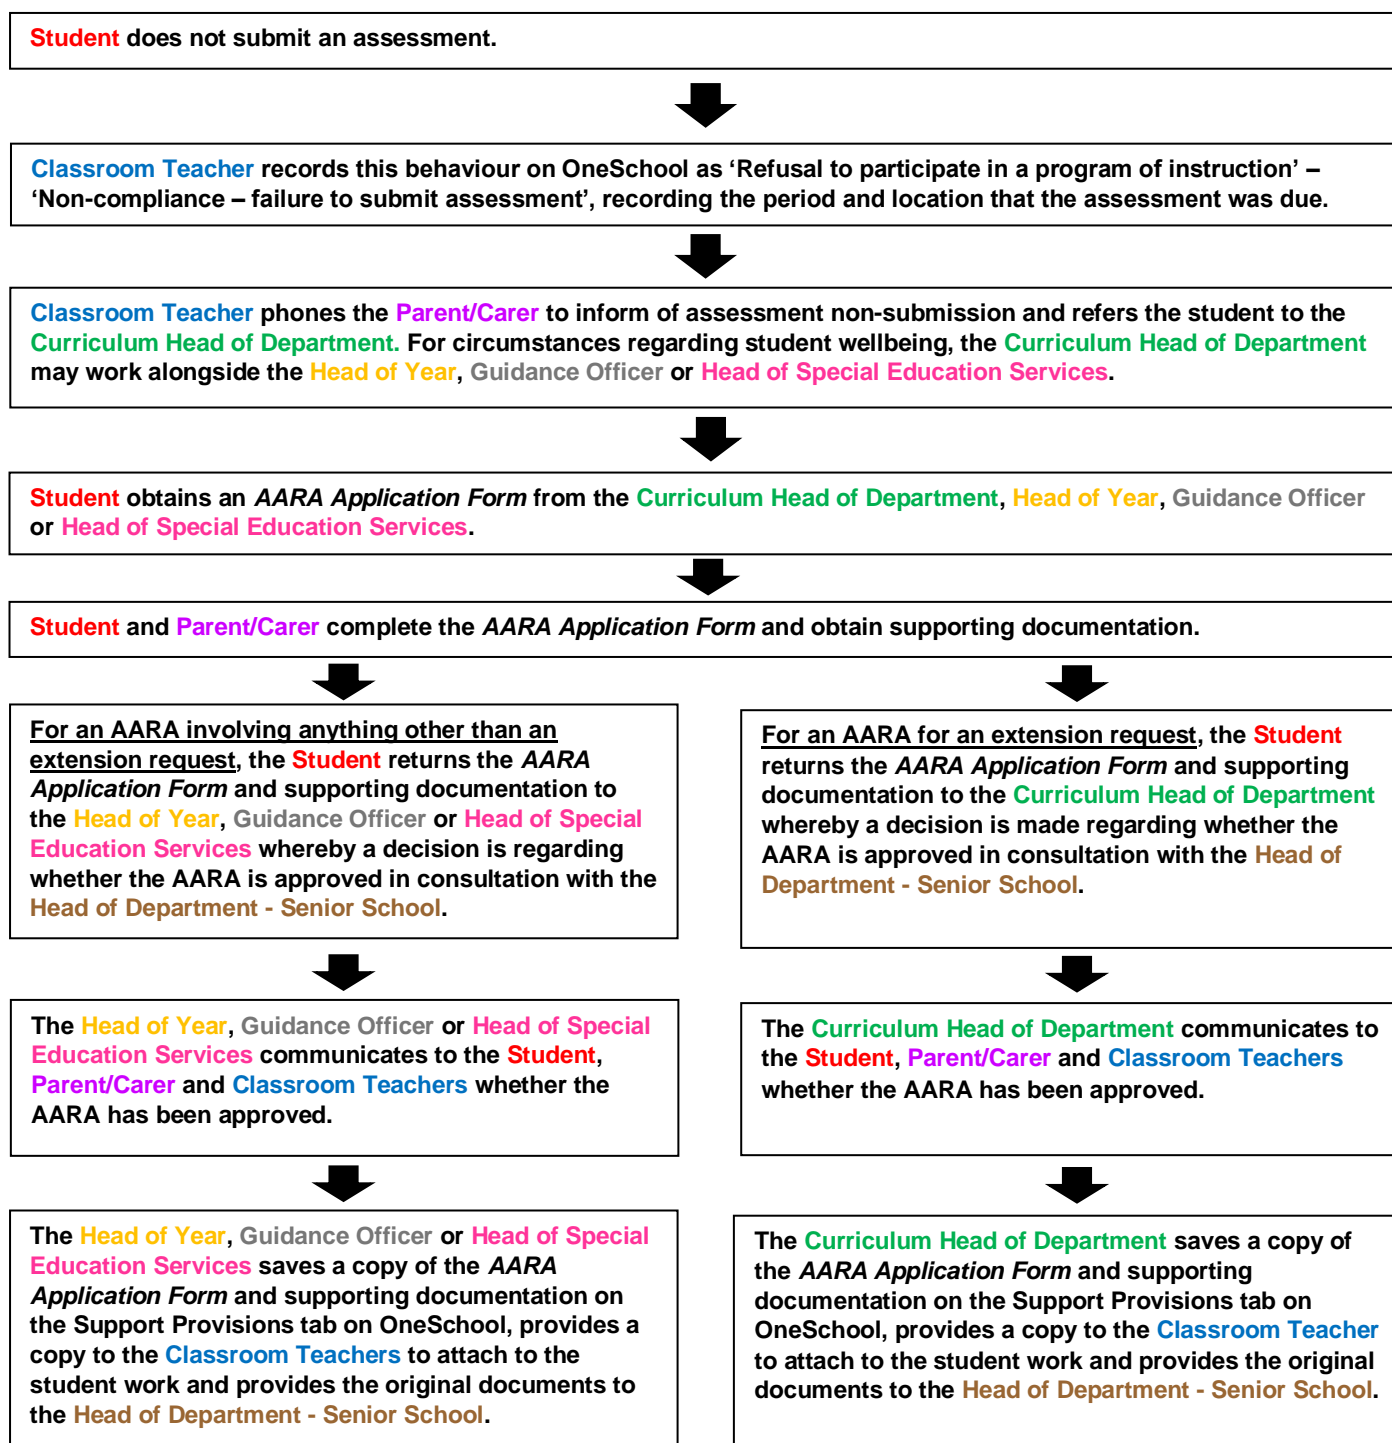 Student does not submit an assessment.
Classroom Teacher records this behaviour on OneSchool as ‘Refusal to participate in a program of instruction’ –
‘Non-compliance – failure to submit assessment’, recording the period and location that the assessment was due.
Classroom Teacher phones the Parent/Carer to inform of assessment non-submission and refers the student to the
Curriculum Head of Department. For circumstances regarding student wellbeing, the Curriculum Head of Department
may work alongside the Head of Year, Guidance Officer or Head of Special Education Services.
Student obtains an AARA Application Form from the Curriculum Head of Department, Head of Year, Guidance Officer
or Head of Special Education Services.
Student and Parent/Carer complete the AARA Application Form and obtain supporting documentation.
For an AARA involving anything other than an
extension request, the Student returns the AARA
Application Form and supporting documentation to
the Head of Year, Guidance Officer or Head of Special
Education Services whereby a decision is regarding
whether the AARA is approved in consultation with the
Head of Department - Senior School.
For an AARA for an extension request, the Student
returns the AARA Application Form and supporting
documentation to the Curriculum Head of Department
whereby a decision is made regarding whether the
AARA is approved in consultation with the Head of
Department - Senior School.
The Head of Year, Guidance Officer or Head of Special
Education Services communicates to the Student,
Parent/Carer and Classroom Teachers whether the
AARA has been approved.
The Curriculum Head of Department communicates to
the Student, Parent/Carer and Classroom Teachers
whether the AARA has been approved.
The Head of Year, Guidance Officer or Head of Special
Education Services saves a copy of the AARA
Application Form and supporting documentation on
the Support Provisions tab on OneSchool, provides a
copy to the Classroom Teachers to attach to the
student work and provides the original documents to
the Head of Department - Senior School.
The Curriculum Head of Department saves a copy of
the AARA Application Form and supporting
documentation on the Support Provisions tab on
OneSchool, provides a copy to the Classroom Teacher
to attach to the student work and provides the original
documents to the Head of Department - Senior School.